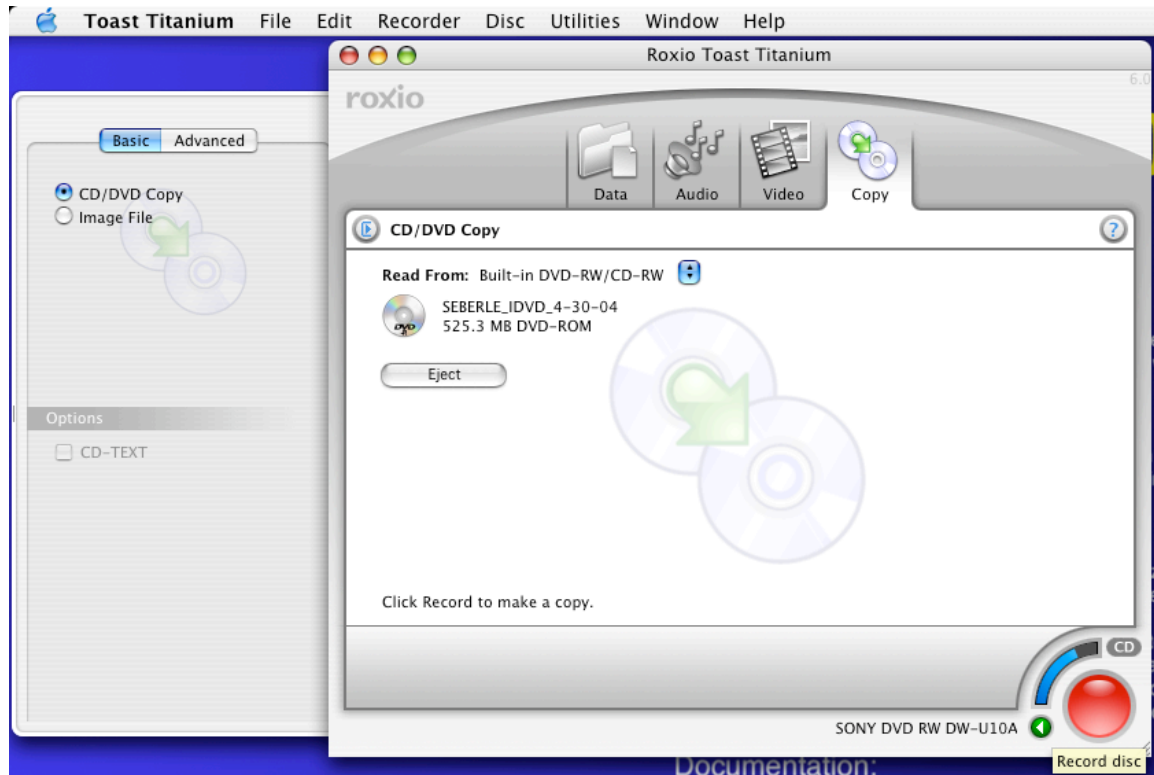 Toast Titanium File Edit Recorder Disc Utilities Window Help
Roxio Toast Titanium
6.0
roxio
Basic Advanced
CD/DVD Copy
Image File
Options
CD-TEXT
Data Audio Video Copy
CD/DVD Copy ?
Read From: Built-in DVD-RW/CD-RW
SEBERLE_IDVD_4-30-04
525.3 MB DVD-ROM
DVD
Eject
Click Record to make a copy.
CD
SONY DVD RW DW-U10A
Record disc
Documentation: